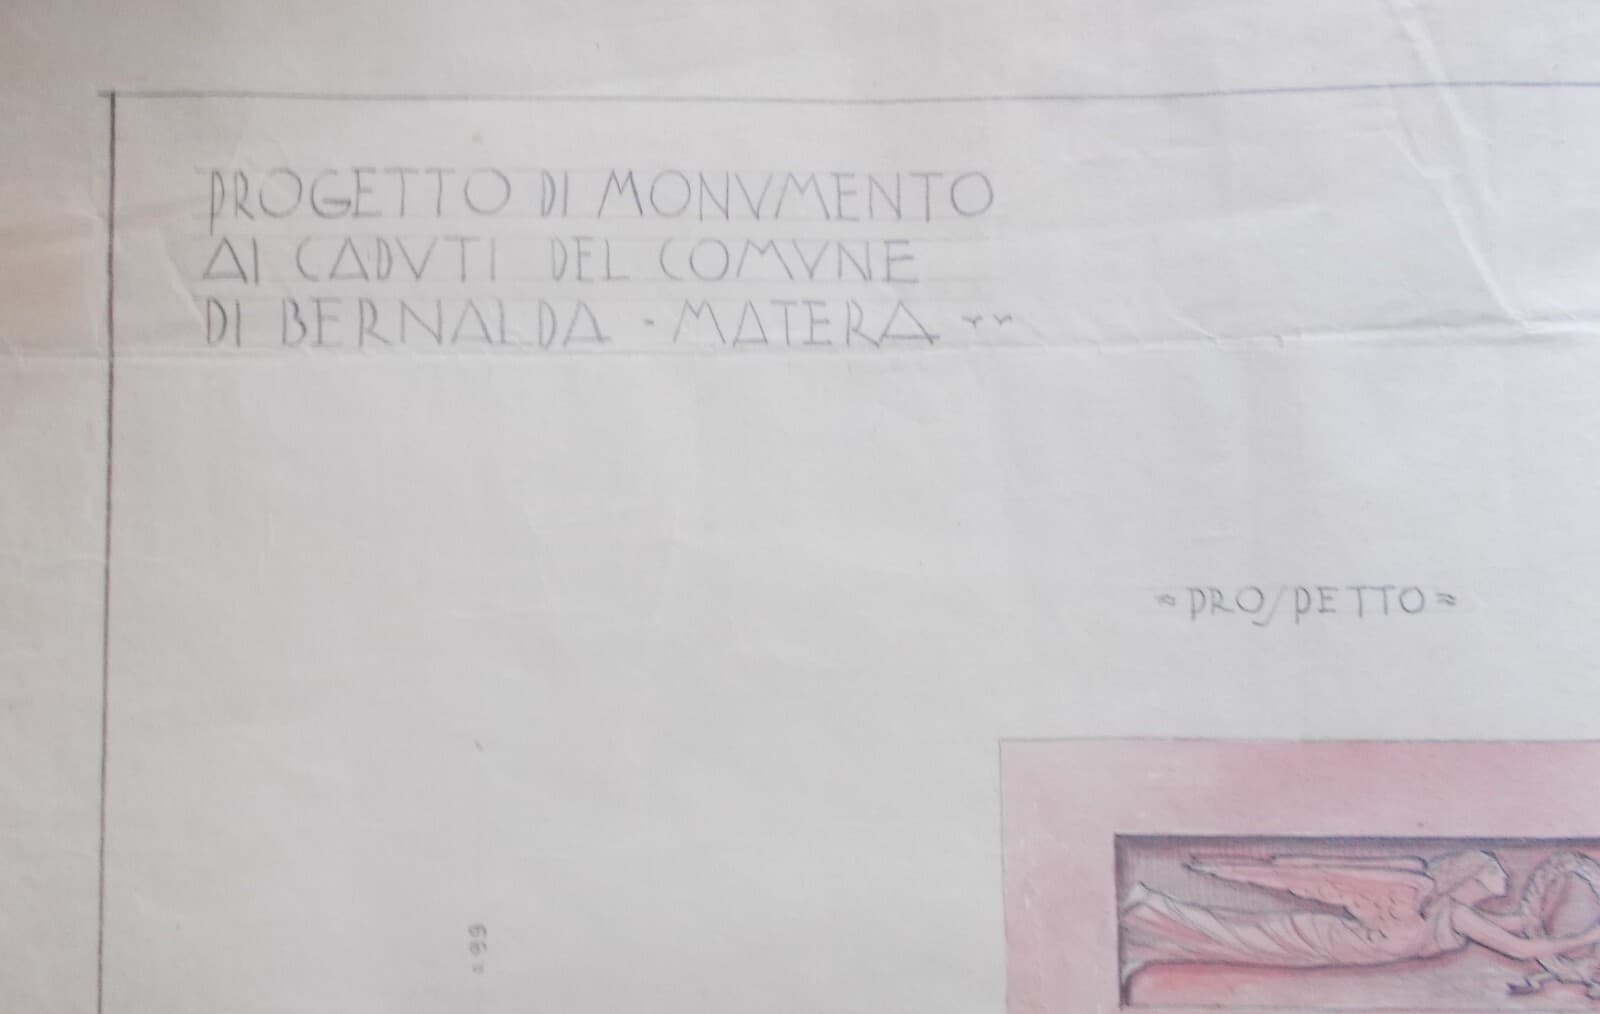 PROGETTO DI MONVMENTO
AI CADVTI DEL COMVNE
DI BERNALDA - MATERA
≈ PROSPETTO ≈